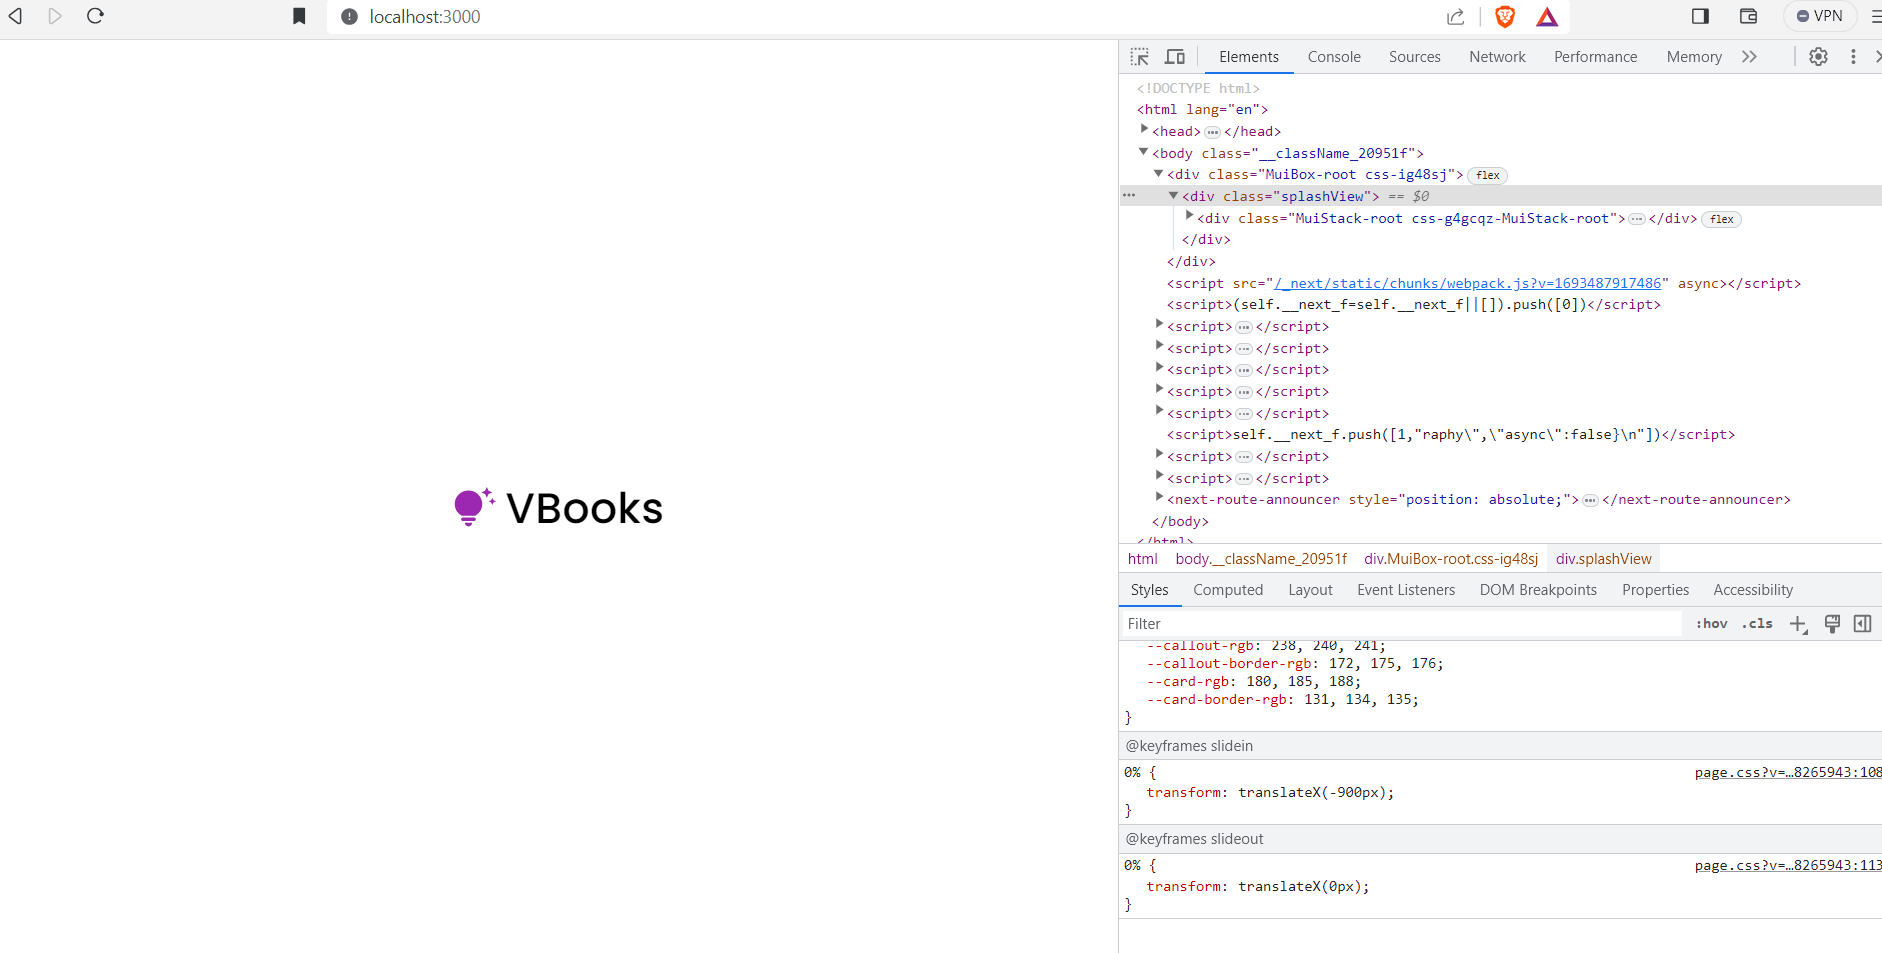 localhost:3000
VPN
VBooks
Elements Console Sources Network Performance Memory
<!DOCTYPE html>
<html lang="en">
<head> ⋯ </head>
<body class="__className_20951f">
<div class="MuiBox-root css-ig48sj"> flex
⋯ <div class="splashView"> == $0
<div class="MuiStack-root css-g4gcqz-MuiStack-root"> ⋯ </div> flex
</div>
</div>
<script src="/_next/static/chunks/webpack.js?v=1693487917486" async></script>
<script>(self.__next_f=self.__next_f||[]).push([0])</script>
<script> ⋯ </script>
<script> ⋯ </script>
<script> ⋯ </script>
<script> ⋯ </script>
<script> ⋯ </script>
<script>self.__next_f.push([1,"raphy\",\"async\":false}\n"])</script>
<script> ⋯ </script>
<script> ⋯ </script>
<next-route-announcer style="position: absolute;"> ⋯ </next-route-announcer>
</body>
</html>
html body.__className_20951f div.MuiBox-root.css-ig48sj div.splashView
Styles Computed Layout Event Listeners DOM Breakpoints Properties Accessibility
Filter :hov .cls
--callout-rgb: 238, 240, 241;
--callout-border-rgb: 172, 175, 176;
--card-rgb: 180, 185, 188;
--card-border-rgb: 131, 134, 135;
}
@keyframes slidein
0% { page.css?v=…8265943:108
transform: translateX(-900px);
}
@keyframes slideout
0% { page.css?v=…8265943:113
transform: translateX(0px);
}